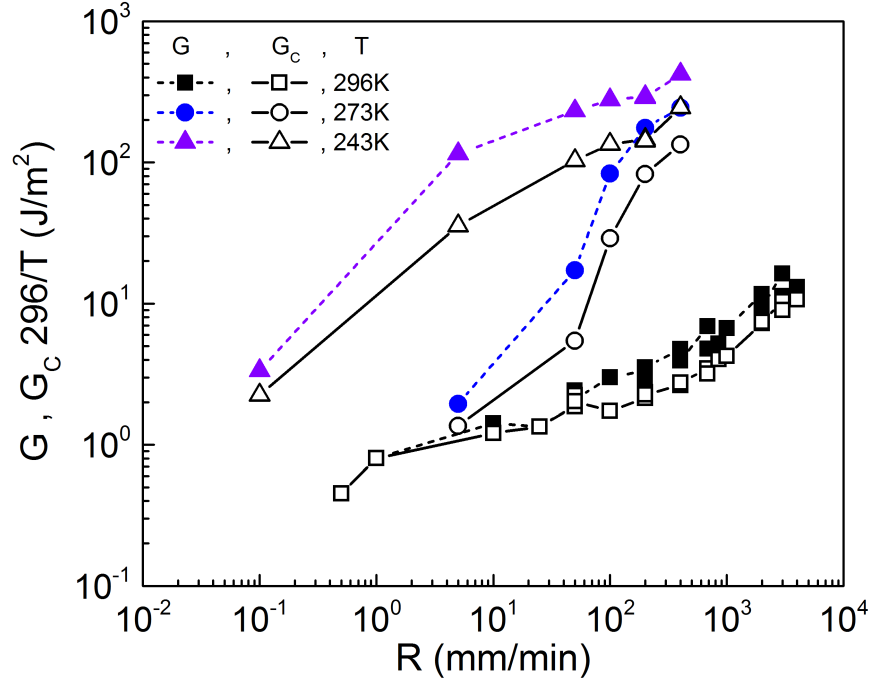 G , G_C , T
, , 296K
, , 273K
, , 243K
10^3
10^2
10^1
10^0
10^-1
G , G_C 296/T (J/m^2)
10^-2 10^-1 10^0 10^1 10^2 10^3 10^4
R (mm/min)